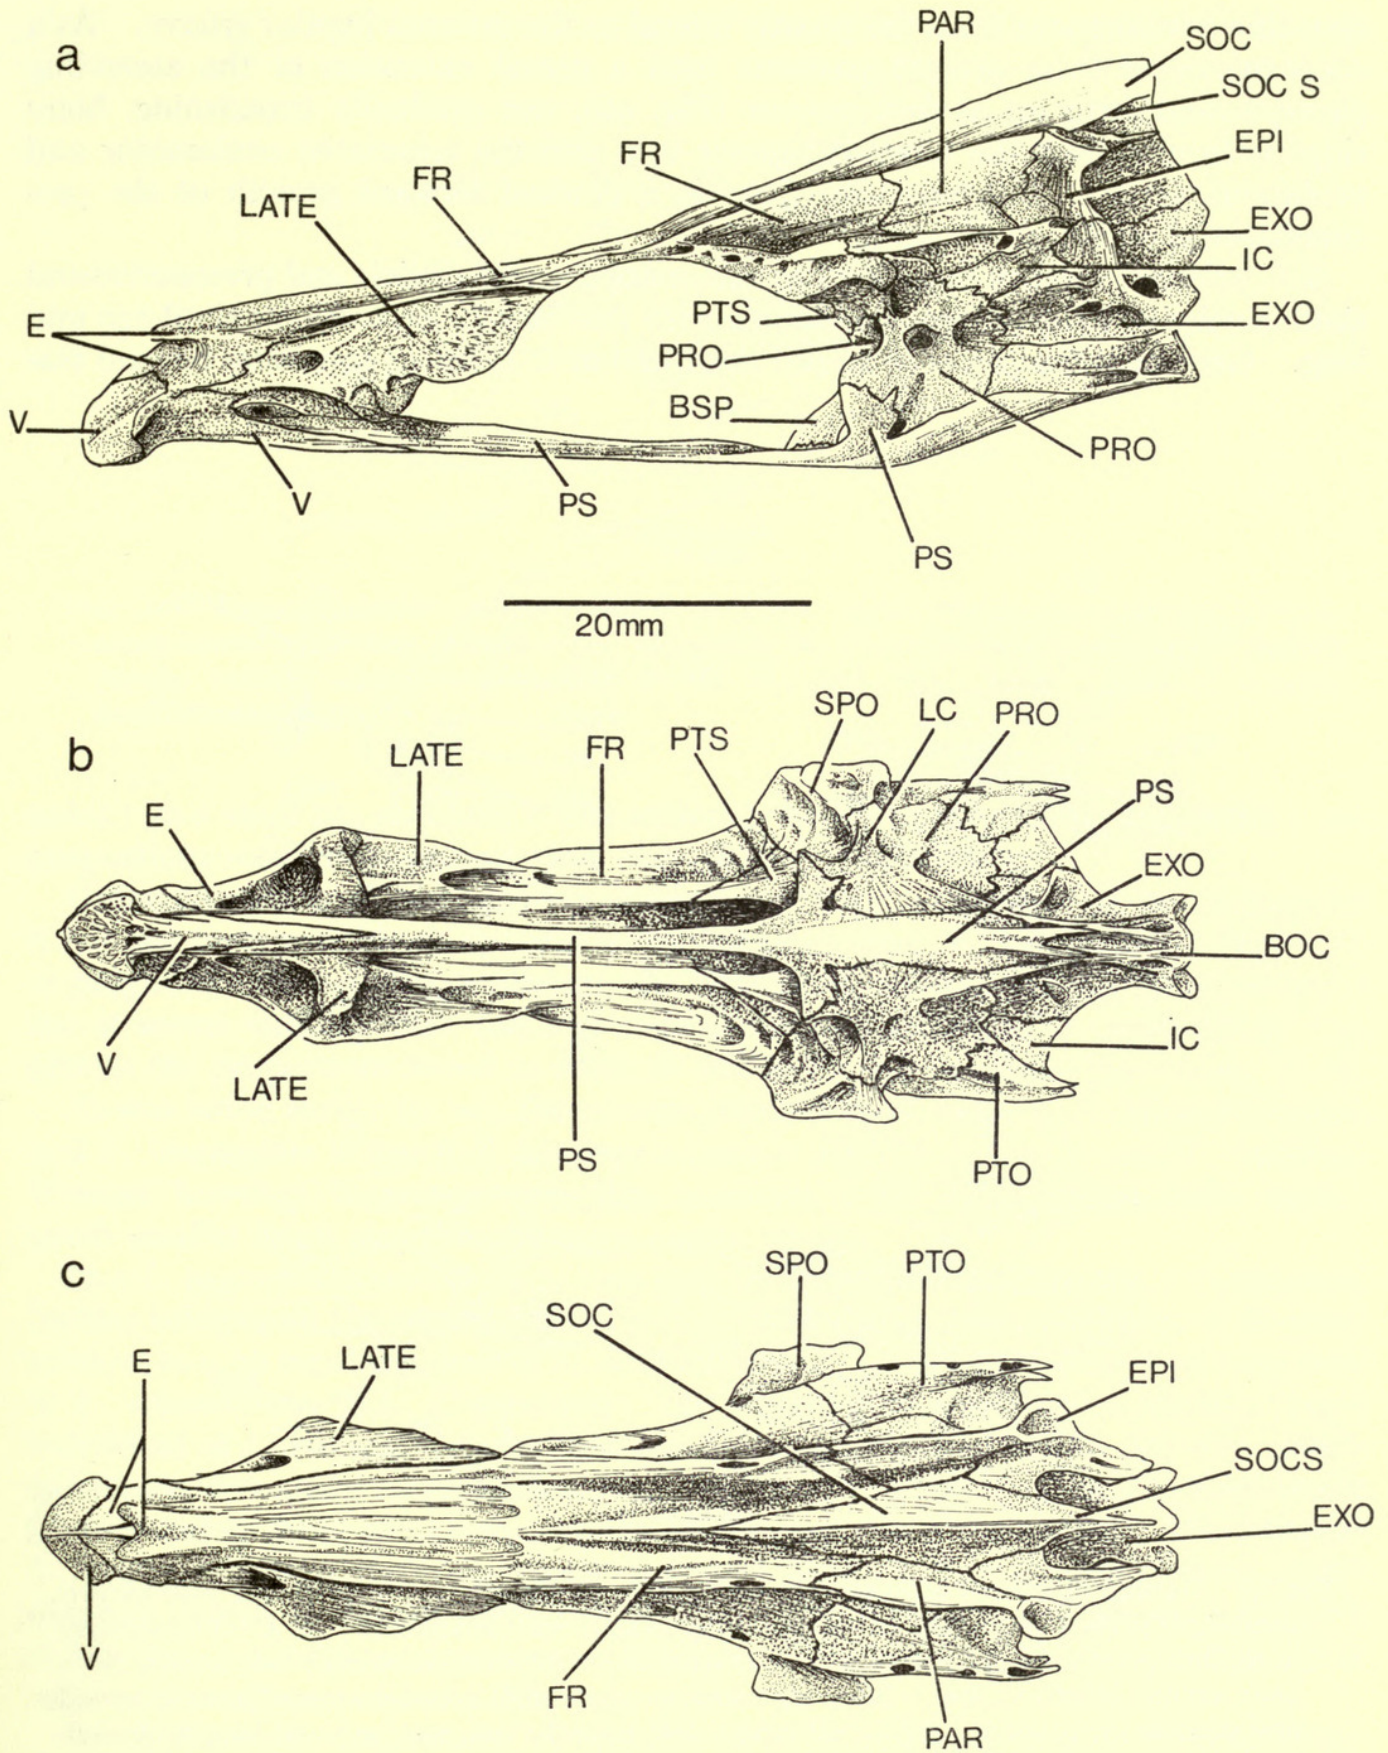 a
PAR
SOC
SOC S
FR
EPI
FR
LATE
EXO
IC
E
PTS
EXO
PRO
BSP
V
PRO
V
PS
PS
20mm
b
SPO
LC
PRO
PTS
FR
LATE
PS
E
EXO
BOC
V
IC
LATE
PS
PTO
c
SPO
PTO
SOC
E
LATE
EPI
SOCS
EXO
V
FR
PAR